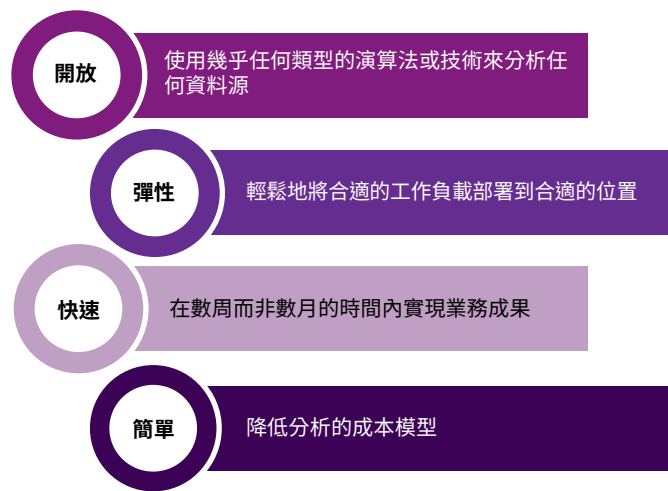 開放
使用幾乎任何類型的演算法或技術來分析任
何資料源
彈性
輕鬆地將合適的工作負載部署到合適的位置
快速
在數周而非數月的時間內實現業務成果
簡單
降低分析的成本模型